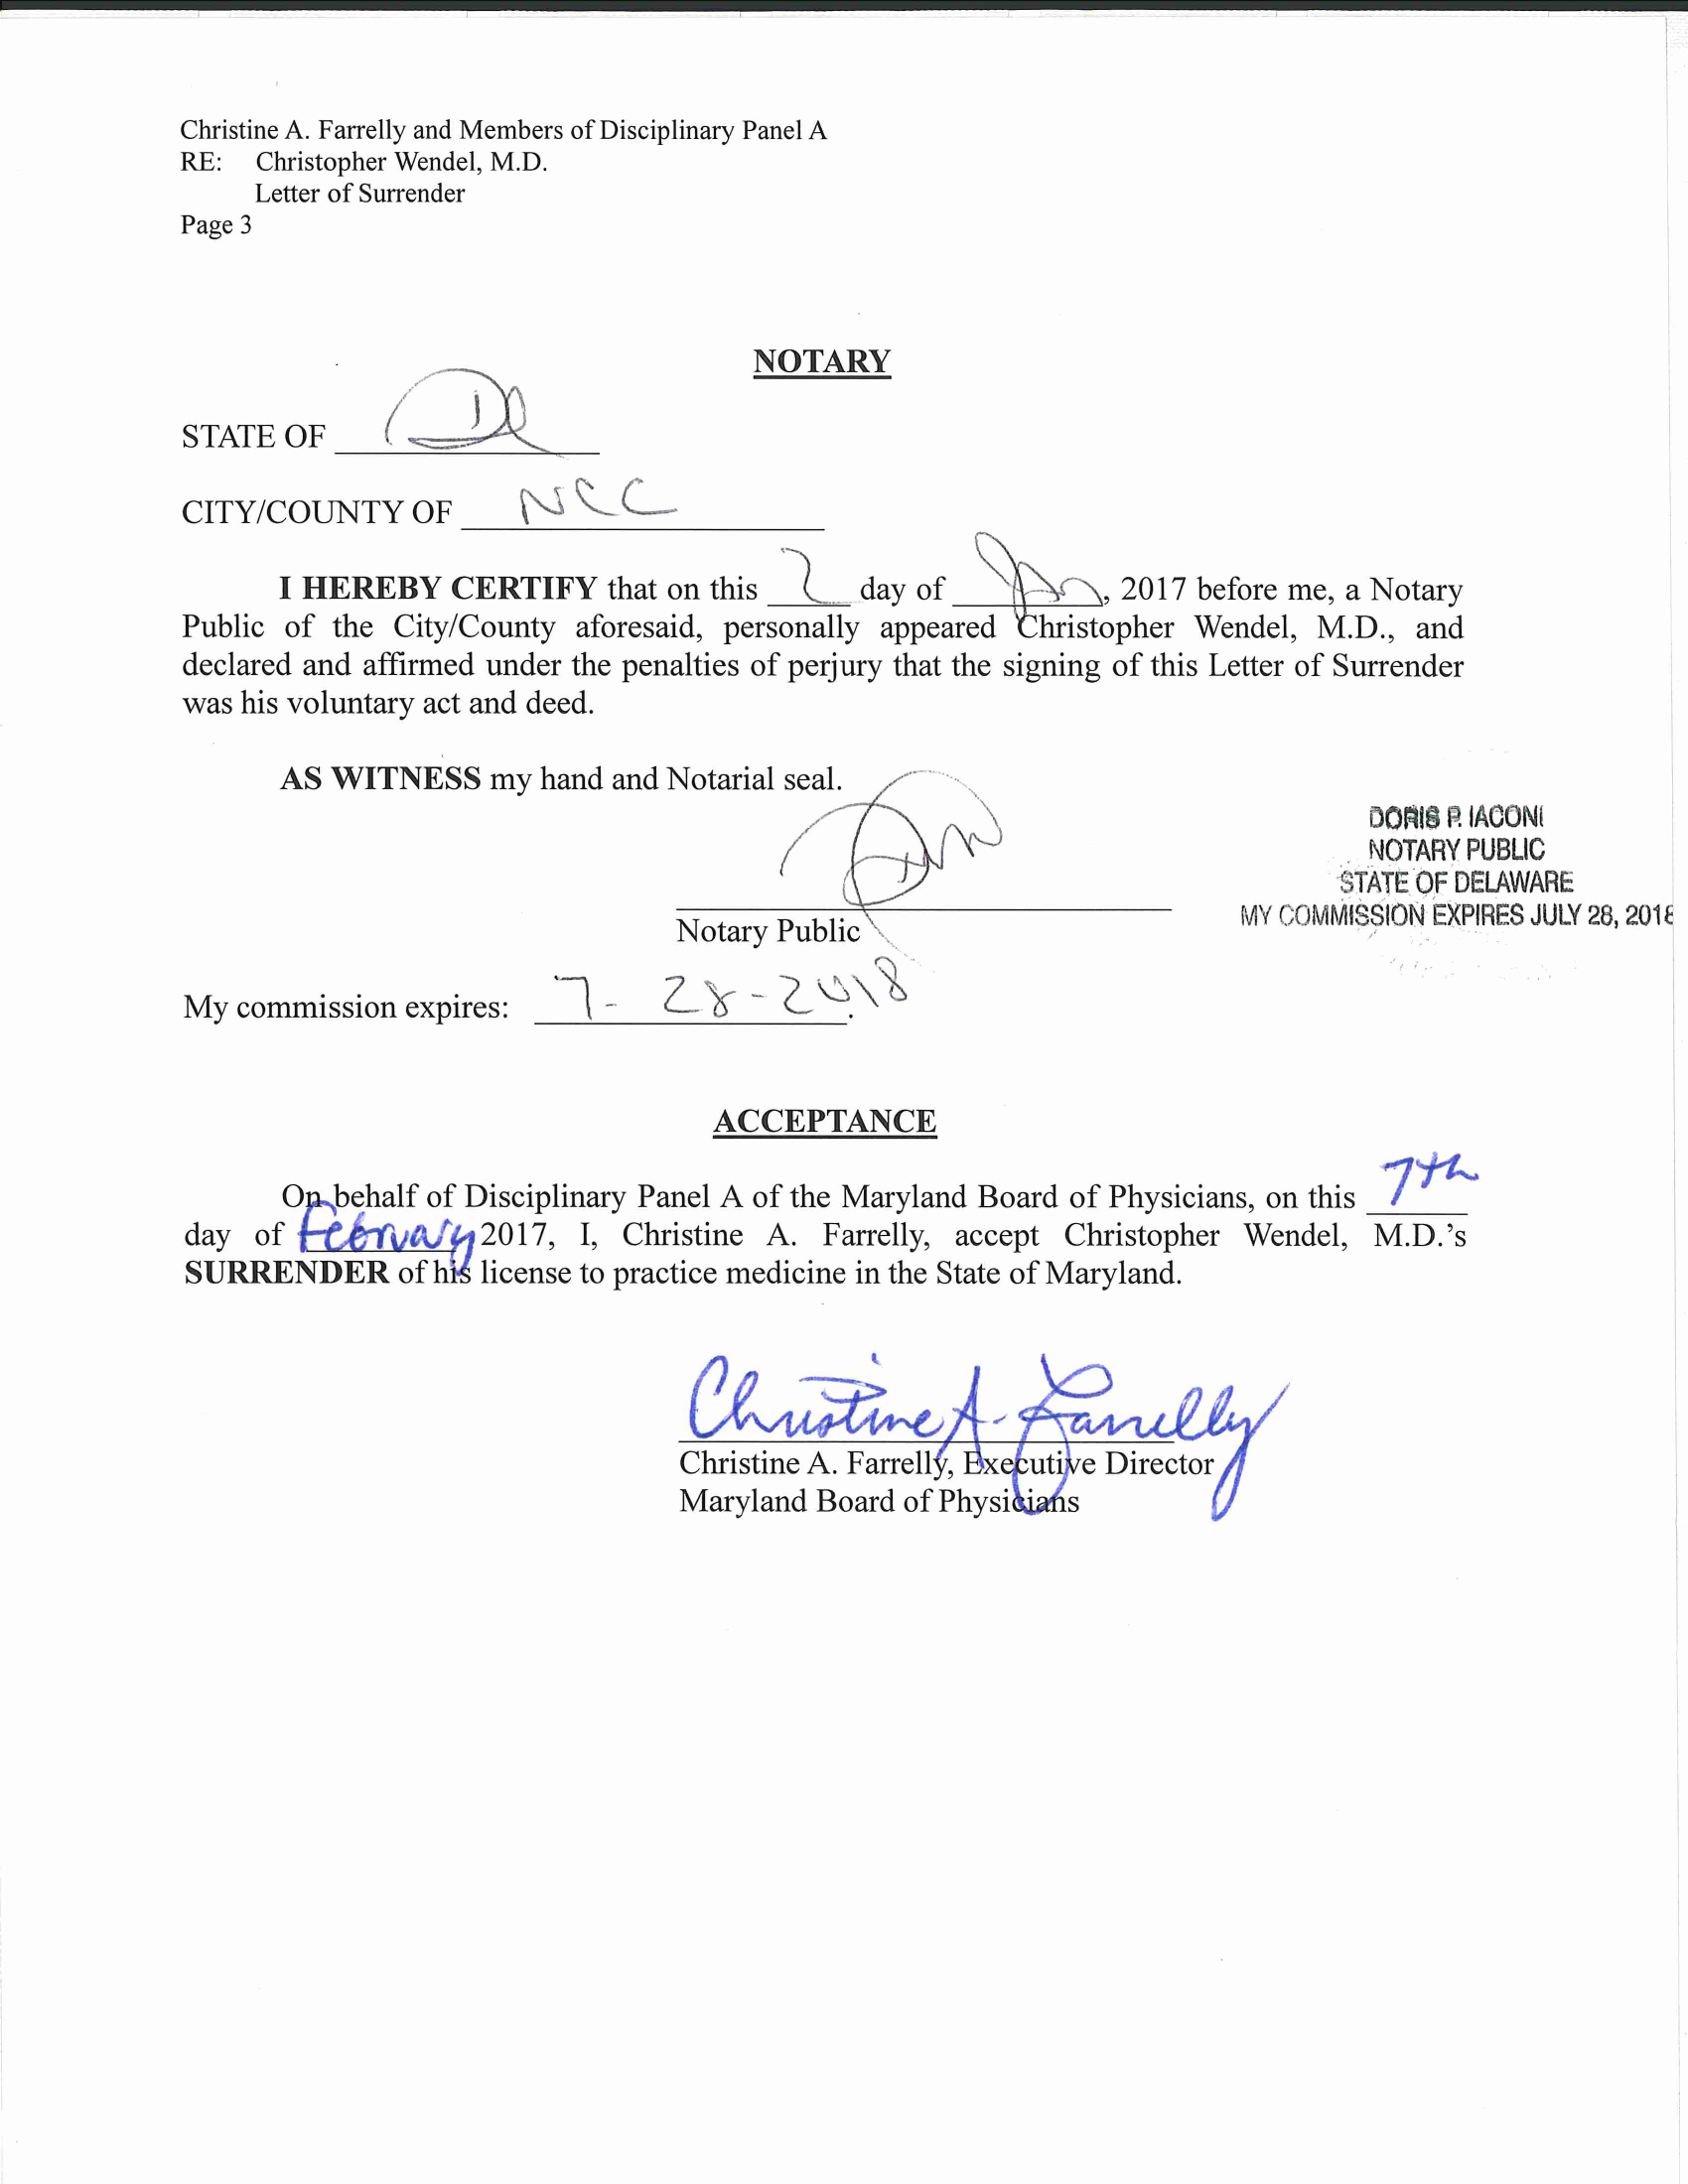 Christine A. Farrelly and Members of Disciplinary Panel A
RE: Christopher Wendel, M.D.
Letter of Surrender
Page 3
NOTARY
STATE OF DE
CITY/COUNTY OF NCC
I HEREBY CERTIFY that on this 2 day of Jan, 2017 before me, a Notary
Public of the City/County aforesaid, personally appeared Christopher Wendel, M.D., and
declared and affirmed under the penalties of perjury that the signing of this Letter of Surrender
was his voluntary act and deed.
AS WITNESS my hand and Notarial seal.
DORIS P. IACONI
NOTARY PUBLIC
STATE OF DELAWARE
MY COMMISSION EXPIRES JULY 28, 2018
Notary Public
My commission expires: 7-28-2018.
ACCEPTANCE
On behalf of Disciplinary Panel A of the Maryland Board of Physicians, on this 7th
day of February 2017, I, Christine A. Farrelly, accept Christopher Wendel, M.D.'s
SURRENDER of his license to practice medicine in the State of Maryland.
Christine A. Farrelly
Christine A. Farrelly, Executive Director
Maryland Board of Physicians